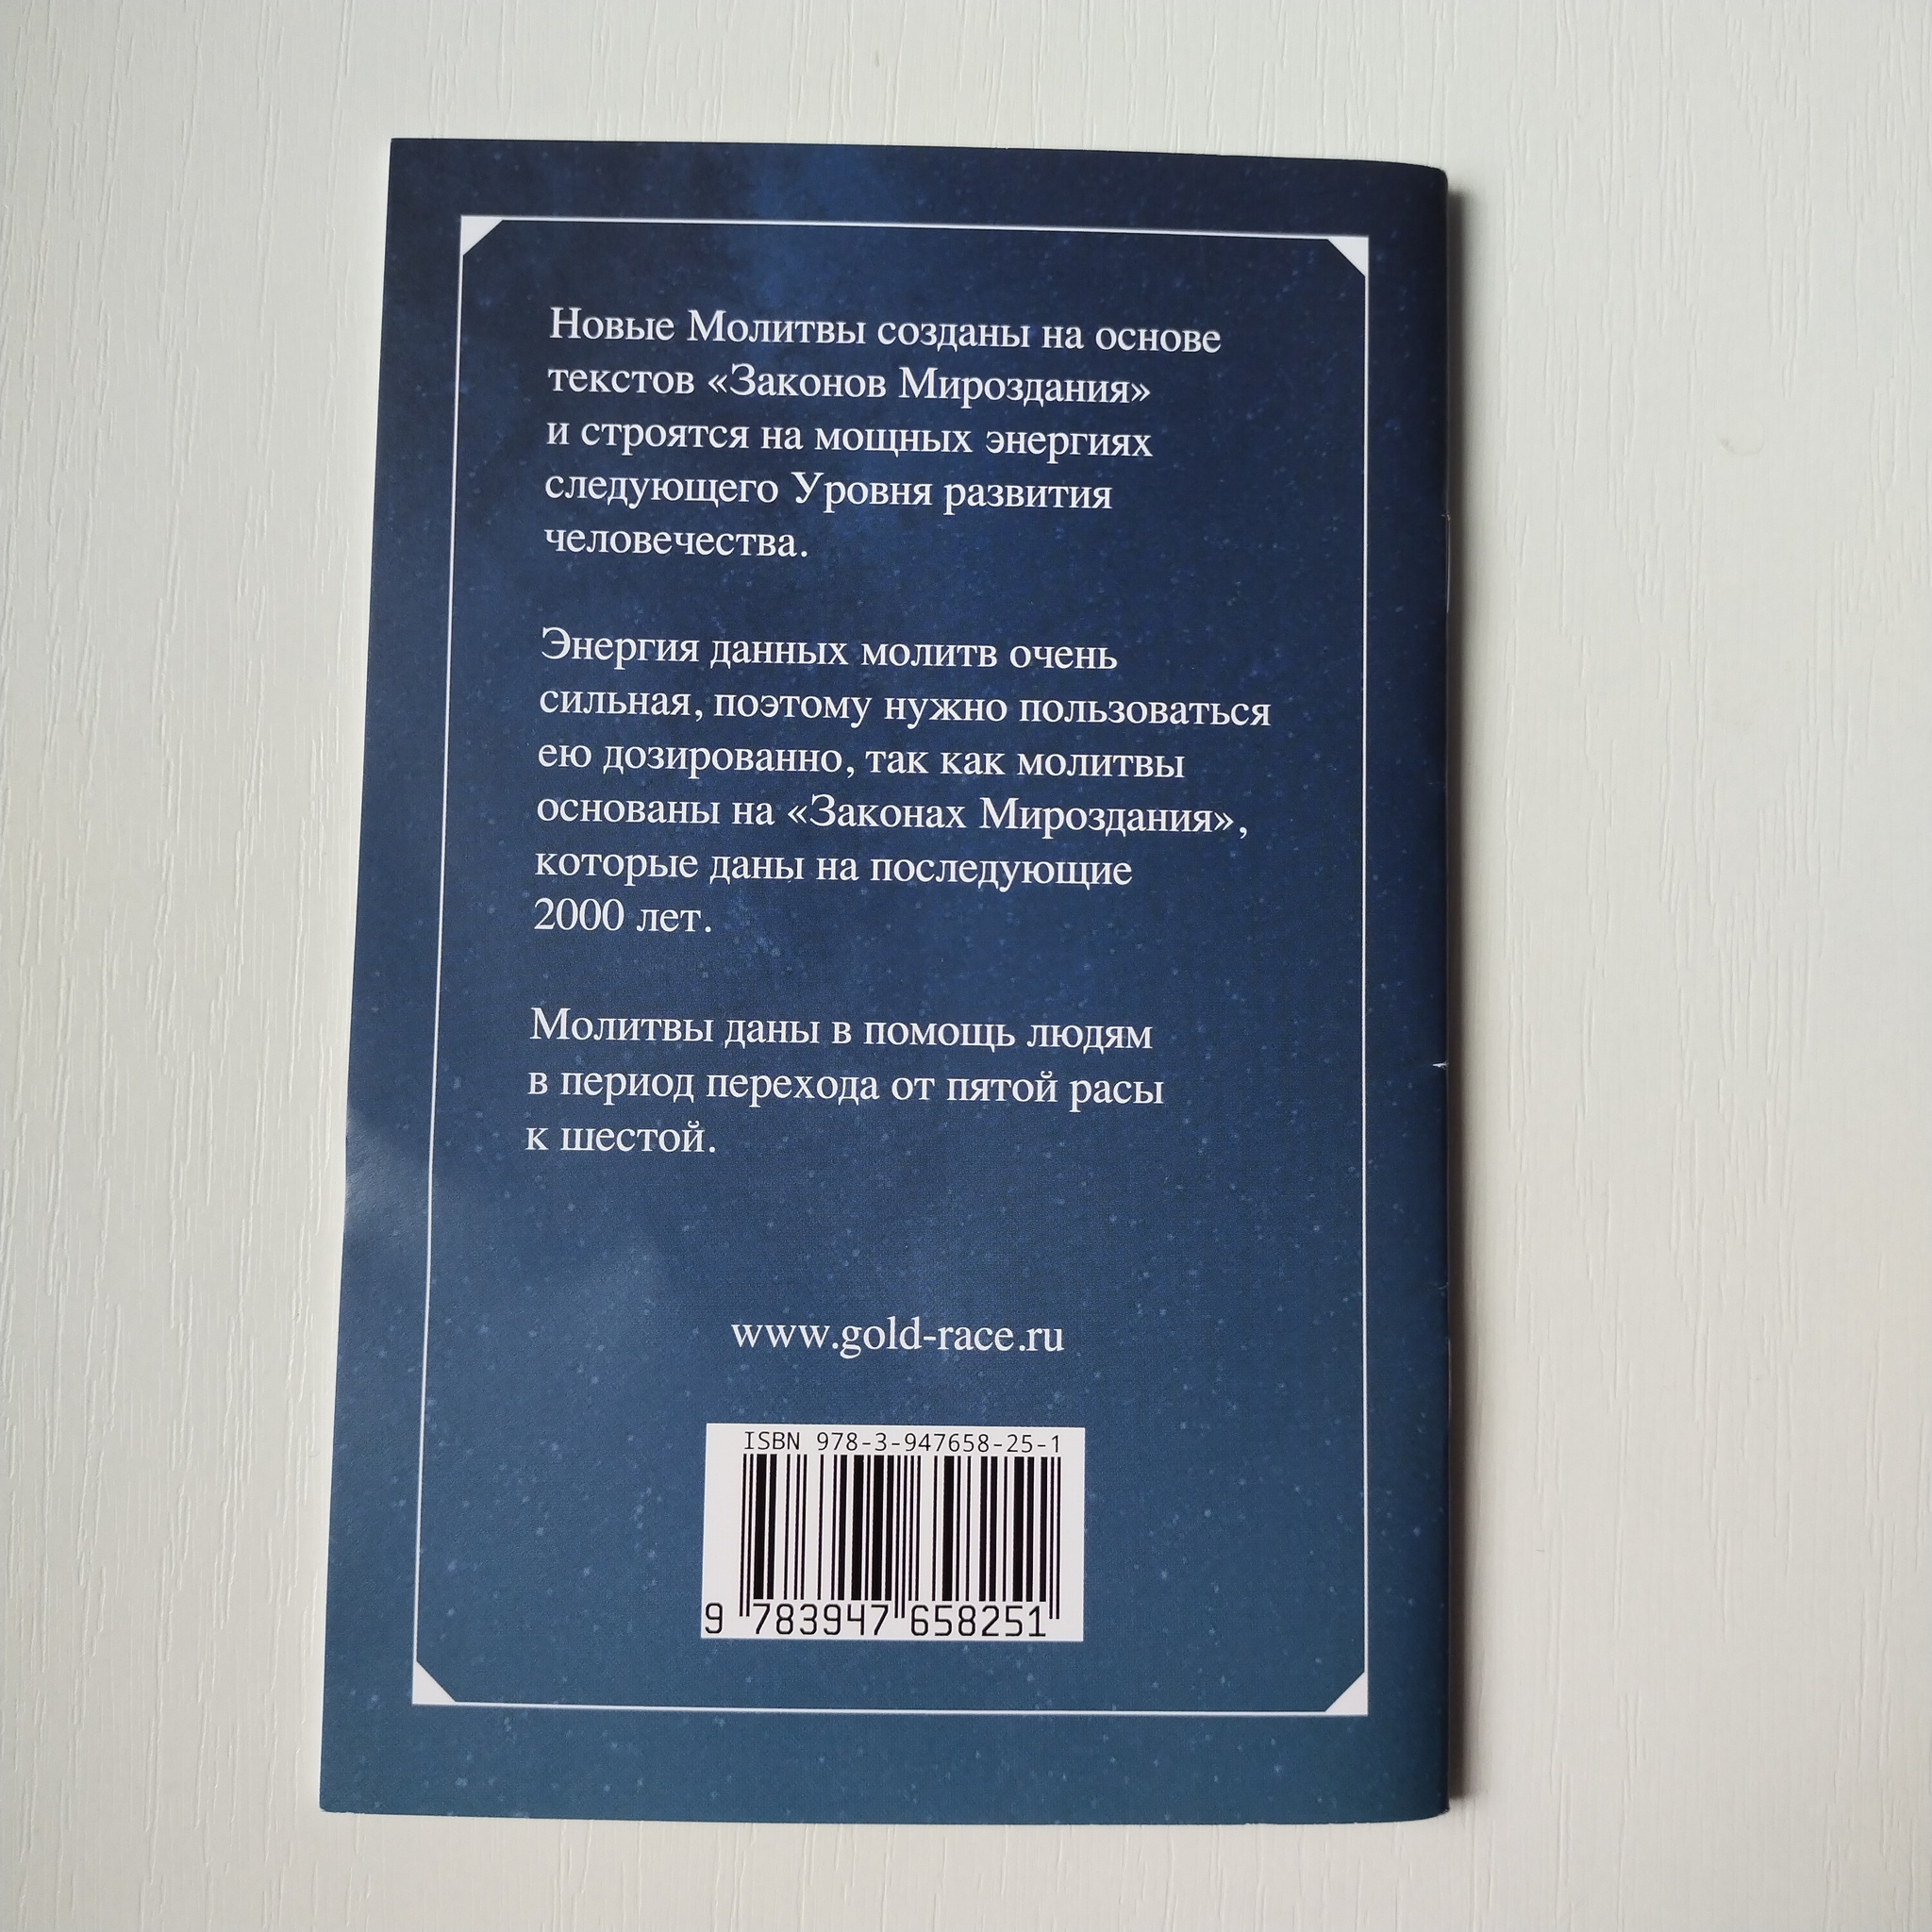 Новые Молитвы созданы на основе
текстов «Законов Мироздания»
и строятся на мощных энергиях
следующего Уровня развития
человечества.
Энергия данных молитв очень
сильная, поэтому нужно пользоваться
ею дозированно, так как молитвы
основаны на «Законах Мироздания»,
которые даны на последующие
2000 лет.
Молитвы даны в помощь людям
в период перехода от пятой расы
к шестой.
www.gold-race.ru
ISBN 978-3-947658-25-1
9 783947 658251